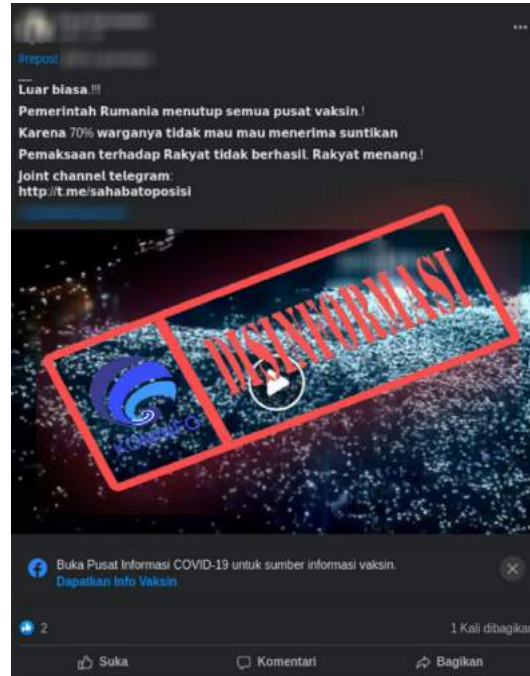 #repost
Luar biasa.!!!
Pemerintah Rumania menutup semua pusat vaksin.!
Karena 70% warganya tidak mau mau menerima suntikan
Pemaksaan terhadap Rakyat tidak berhasil. Rakyat menang.!
Joint channel telegram:
http://t.me/sahabatoposisi
DISINFORMASI
KOMINFO
Buka Pusat Informasi COVID-19 untuk sumber informasi vaksin.
Dapatkan Info Vaksin
2
1 Kali dibagikan
Suka
Komentari
Bagikan